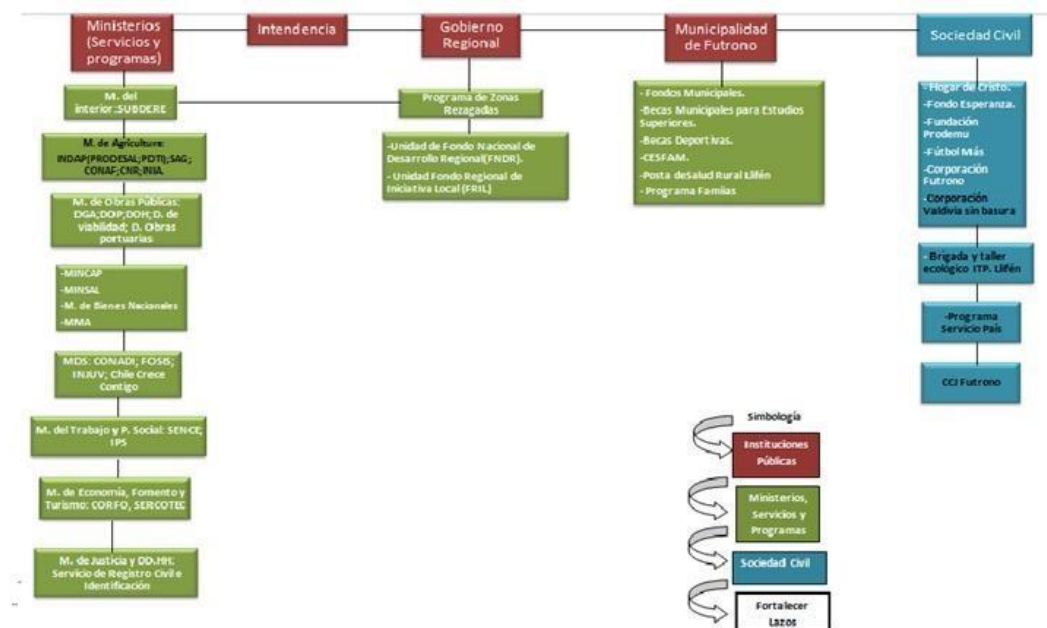 Ministerios
(Servicios y
programas)
Intendencia
Gobierno
Regional
Municipalidad
de Futrono
Sociedad Civil
M. del
interior:SUBDERE
M. de Agriculture:
INDAP(PRODESAL;PDTI);SAG;
CONAF;CNR;INIA.
M. de Obras Públicas:
DGA;DOP;DOH; D. de
viabilidad; D. Obras
portuarias
-MINCAP
-MINSAL
-M. de Bienes Nacionales
-MMA
MDS: CONADI; FOSIS;
INJUV; Chile Crece
Contigo
M. del Trabajo y P. Social: SENCE;
IPS
M. de Economía, Fomento y
Turismo: CORFO, SERCOTEC
M. de Justicia y DD.HH:
Servicio de Registro Civil e
Identificación
Programa de Zonas
Rezagadas
-Unidad de Fondo Nacional de
Desarrollo Regional(FNDR).
- Unidad Fondo Regional de
Iniciativa Local (FRIL)
- Fondos Municipales.
-Becas Municipales para Estudios
Superiores.
-Becas Deportivas.
-CESFAM.
-Posta deSalud Rural Llifén
- Programa Famiias
- Hogar de Cristo.
-Fondo Esperanza.
-Fundación
Prodemu
-Fútbol Más
-Corporación
Futrono
-Corporación
Valdivia sin basura
- Brigada y taller
ecológico ITP. Llifén
-Programa
Servicio País
CCJ Futrono
Simbología
Instituciones
Públicas
Ministerios,
Servicios y
Programas
Sociedad Civil
Fortalecer
Lazos